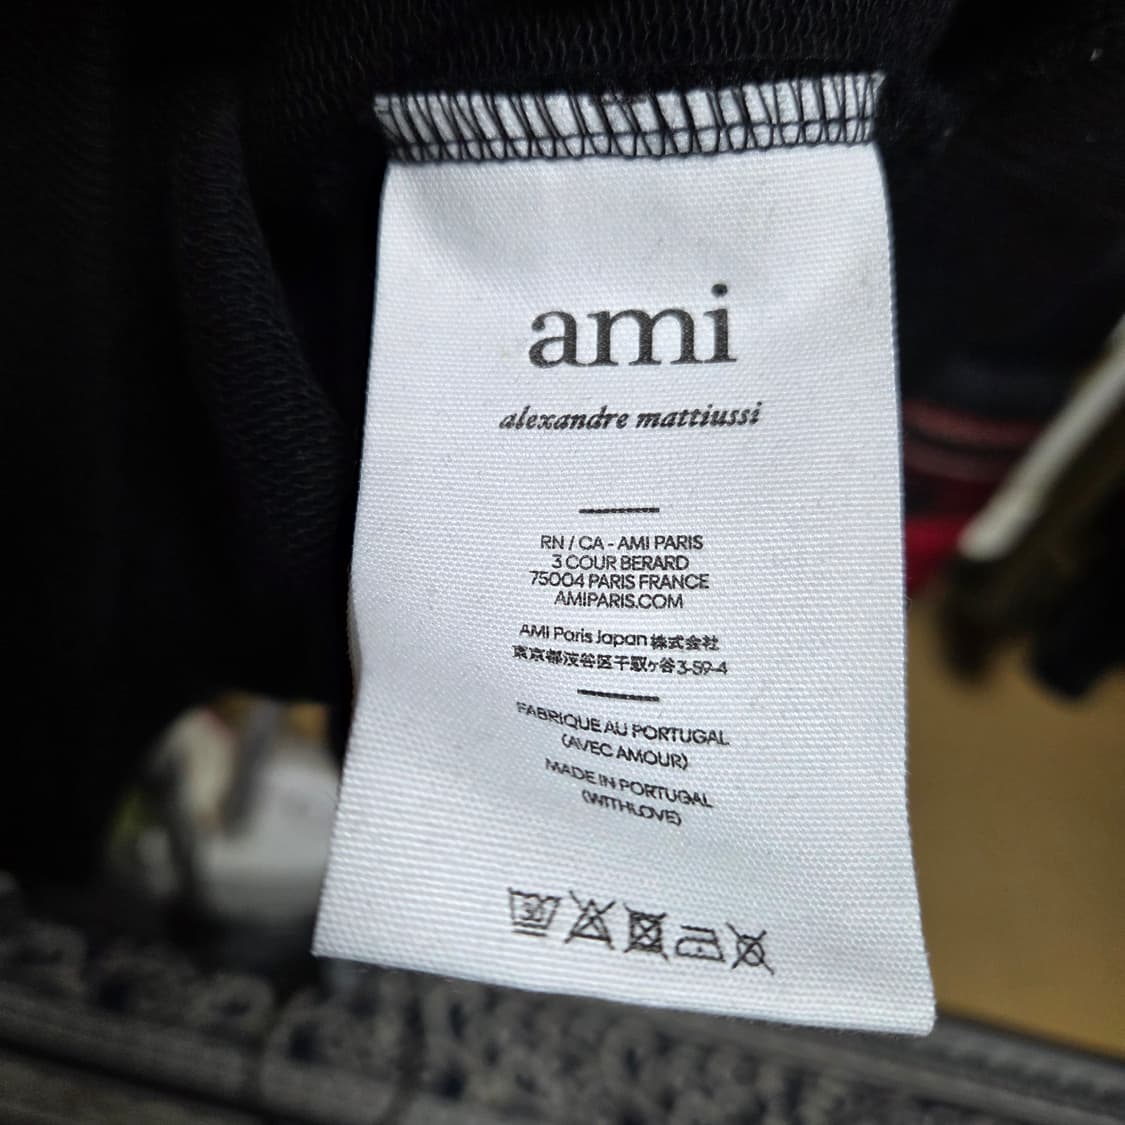 ami
alexandre mattiussi
RN / CA - AMI PARIS
3 COUR BERARD
75004 PARIS FRANCE
AMIPARIS.COM
AMI Paris Japan 株式会社
東京都渋谷区千駄ヶ谷3-59-4
FABRIQUE AU PORTUGAL
(AVEC AMOUR)
MADE IN PORTUGAL
(WITH LOVE)
30